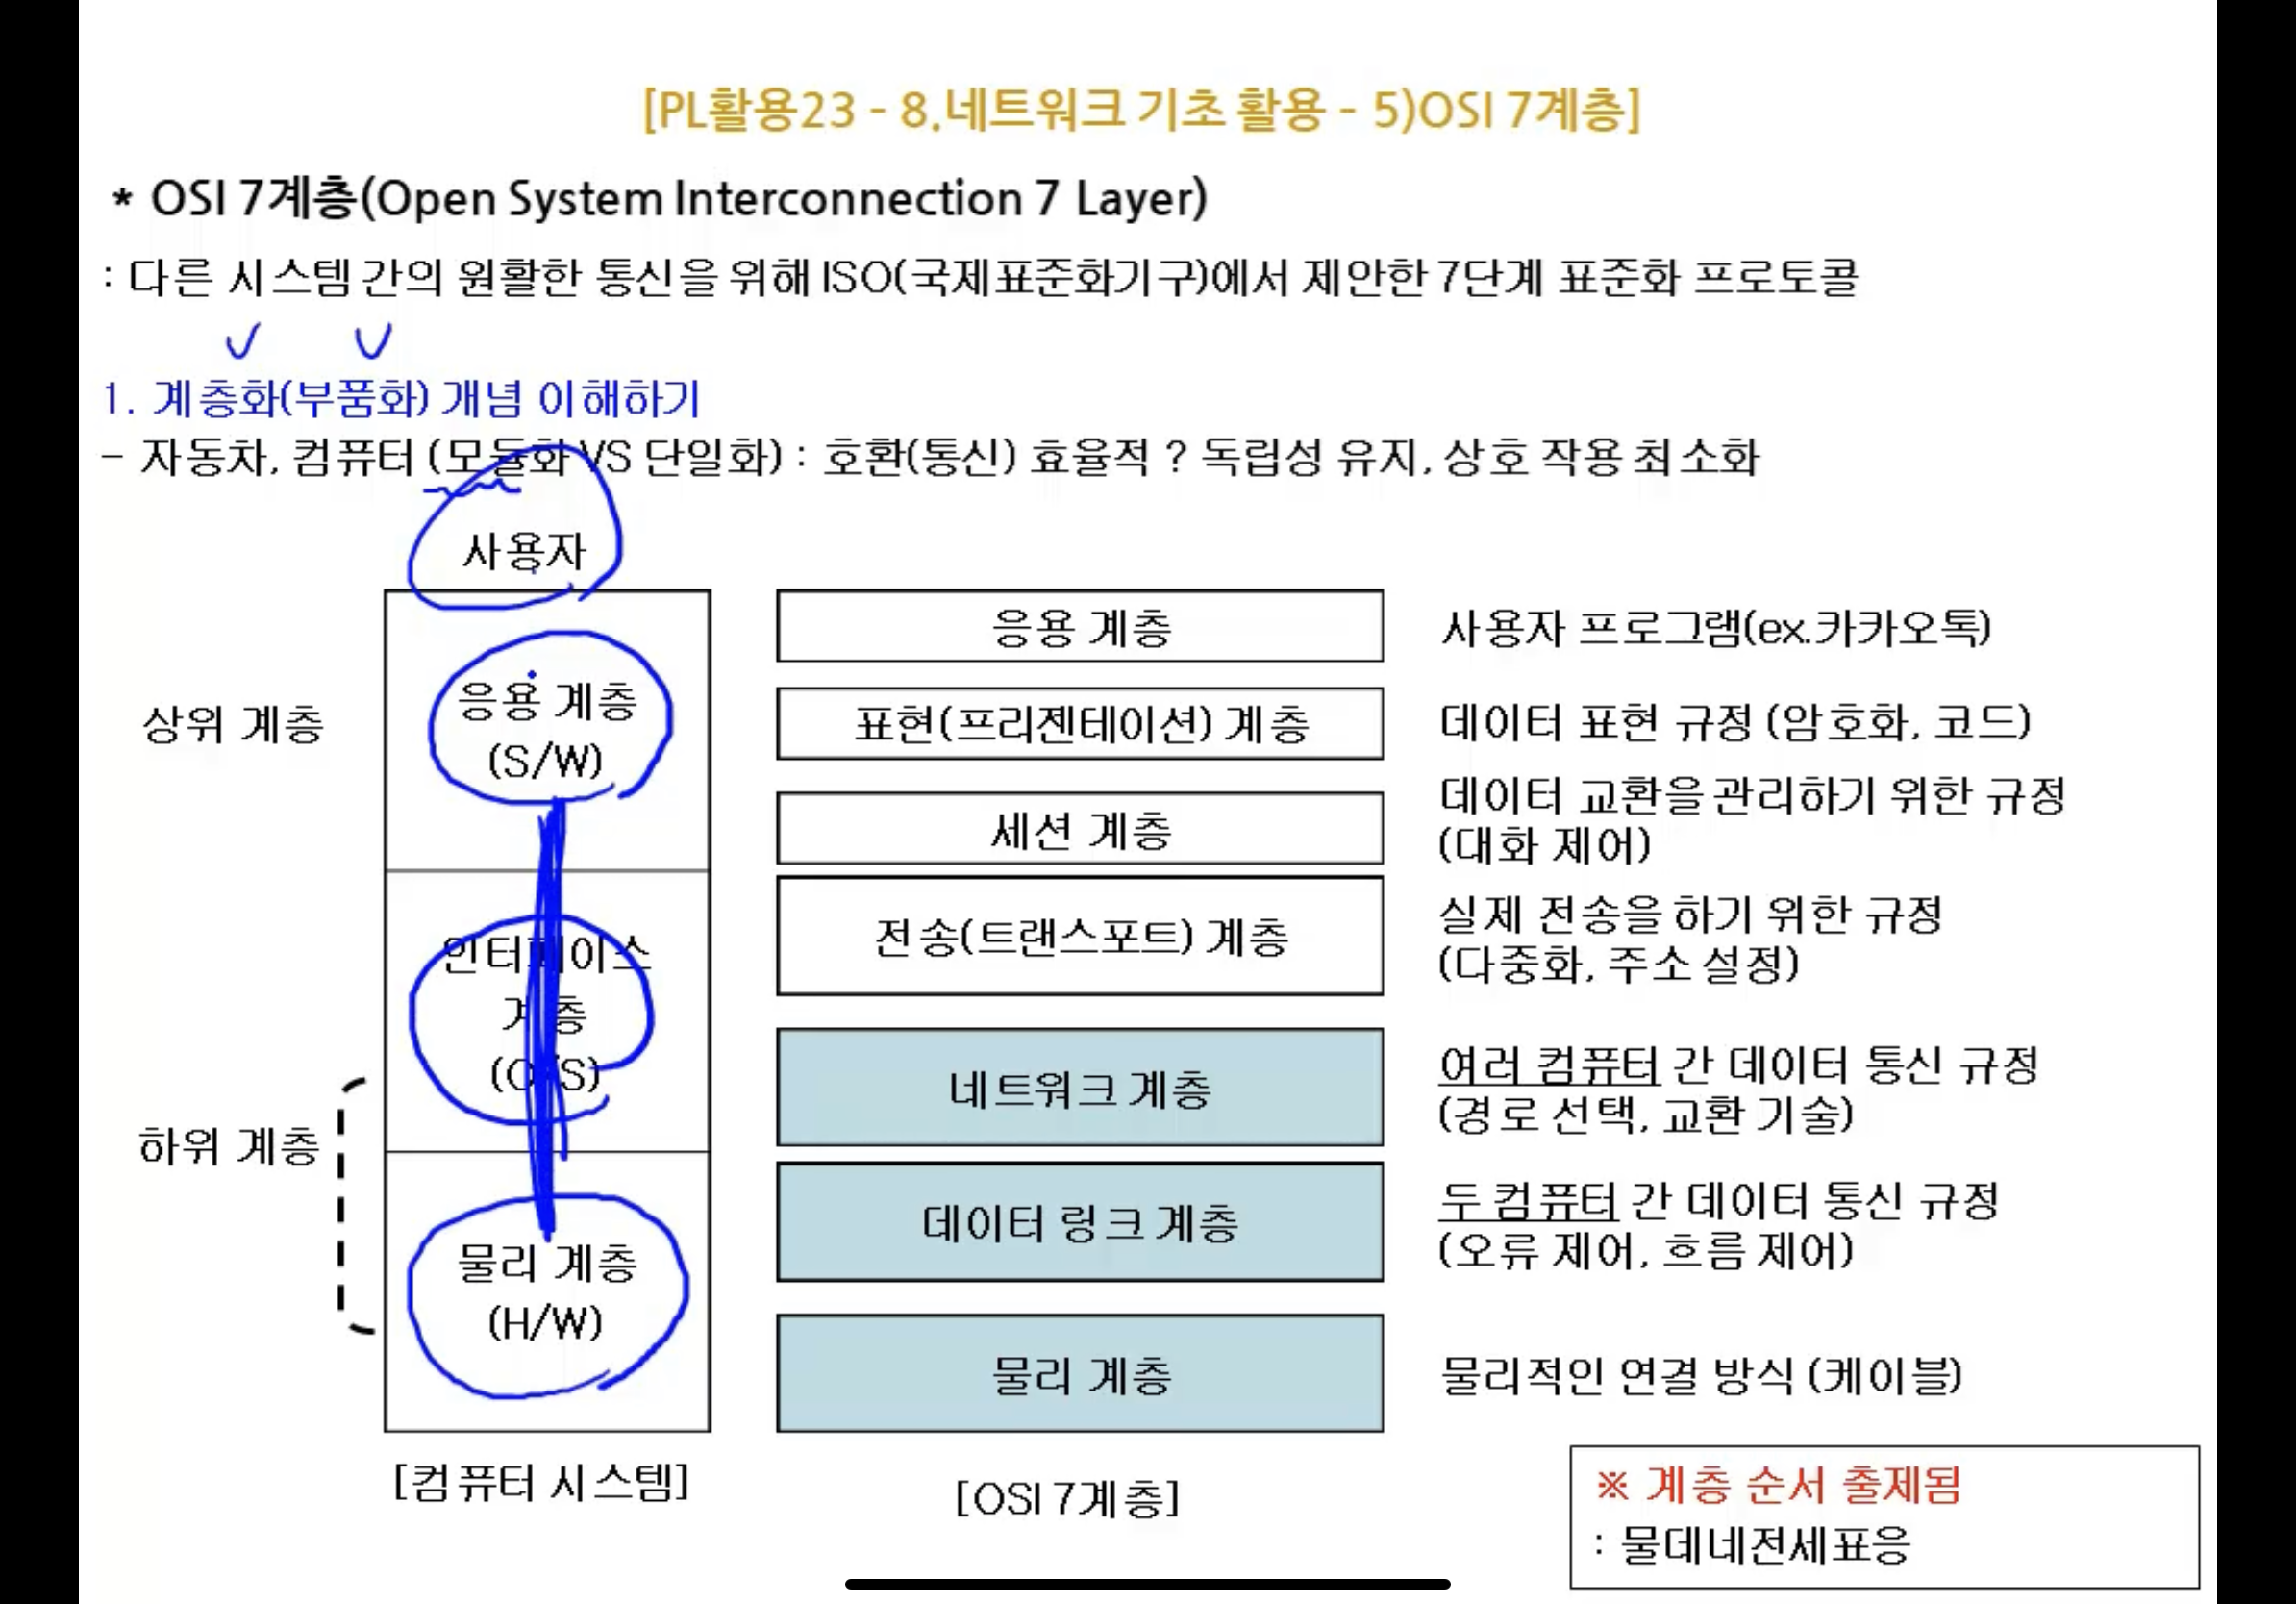 [PL활용23 - 8.네트워크 기초 활용 - 5)OSI 7계층]
* OSI 7계층(Open System Interconnection 7 Layer)
: 다른 시스템 간의 원활한 통신을 위해 ISO(국제표준화기구)에서 제안한 7단계 표준화 프로토콜
1. 계층화(부품화) 개념 이해하기
- 자동차, 컴퓨터 (모듈화 VS 단일화) : 호환(통신) 효율적 ? 독립성 유지, 상호 작용 최소화
사용자
상위 계층
응용 계층
(S/W)
인터페이스
계층
(O/S)
하위 계층
물리 계층
(H/W)
[컴퓨터 시스템]
응용 계층
사용자 프로그램(ex.카카오톡)
표현(프리젠테이션) 계층
데이터 표현 규정 (암호화, 코드)
세션 계층
데이터 교환을 관리하기 위한 규정
(대화 제어)
전송(트랜스포트) 계층
실제 전송을 하기 위한 규정
(다중화, 주소 설정)
네트워크 계층
여러 컴퓨터 간 데이터 통신 규정
(경로 선택, 교환 기술)
데이터 링크 계층
두 컴퓨터 간 데이터 통신 규정
(오류 제어, 흐름 제어)
물리 계층
물리적인 연결 방식 (케이블)
[OSI 7계층]
※ 계층 순서 출제됨
: 물데네전세표응